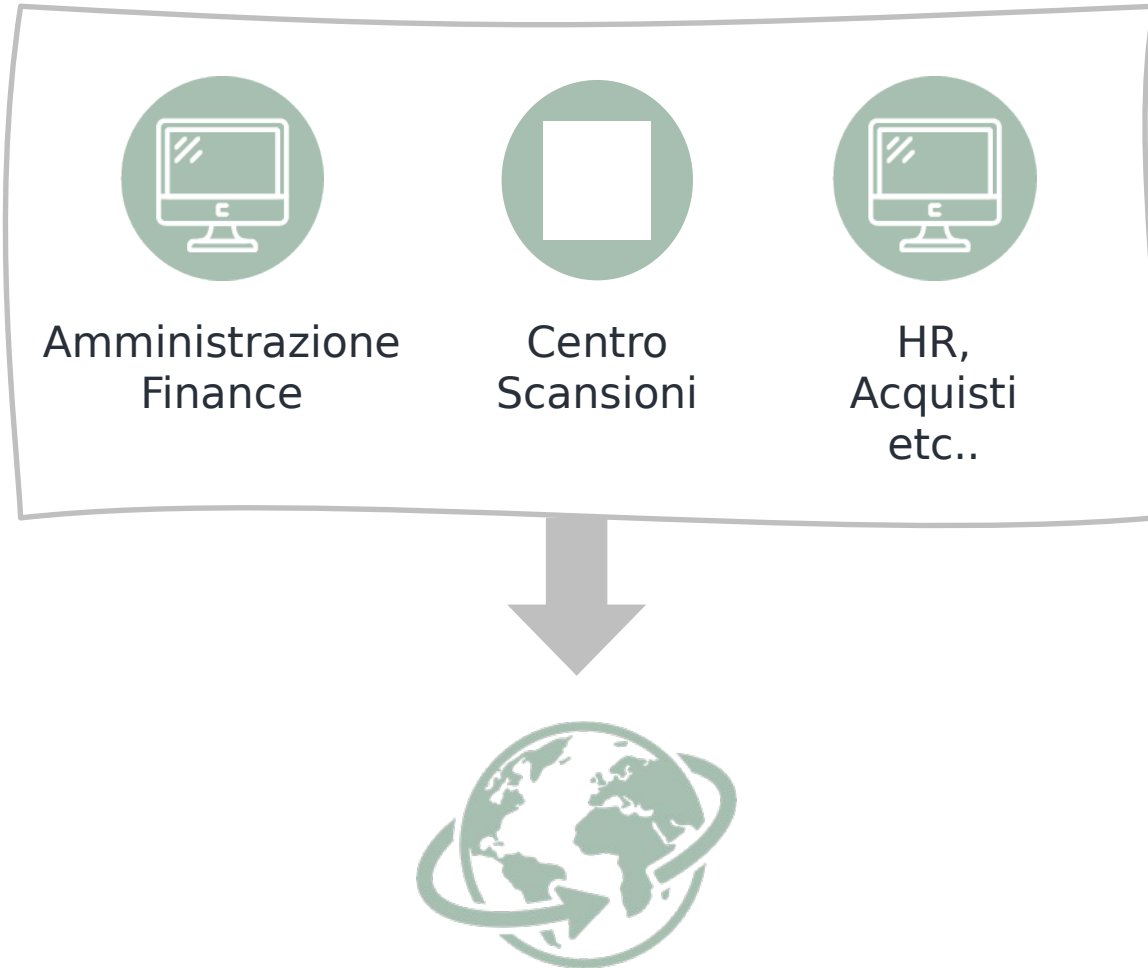 Amministrazione
Finance
Centro
Scansioni
HR,
Acquisti
etc..